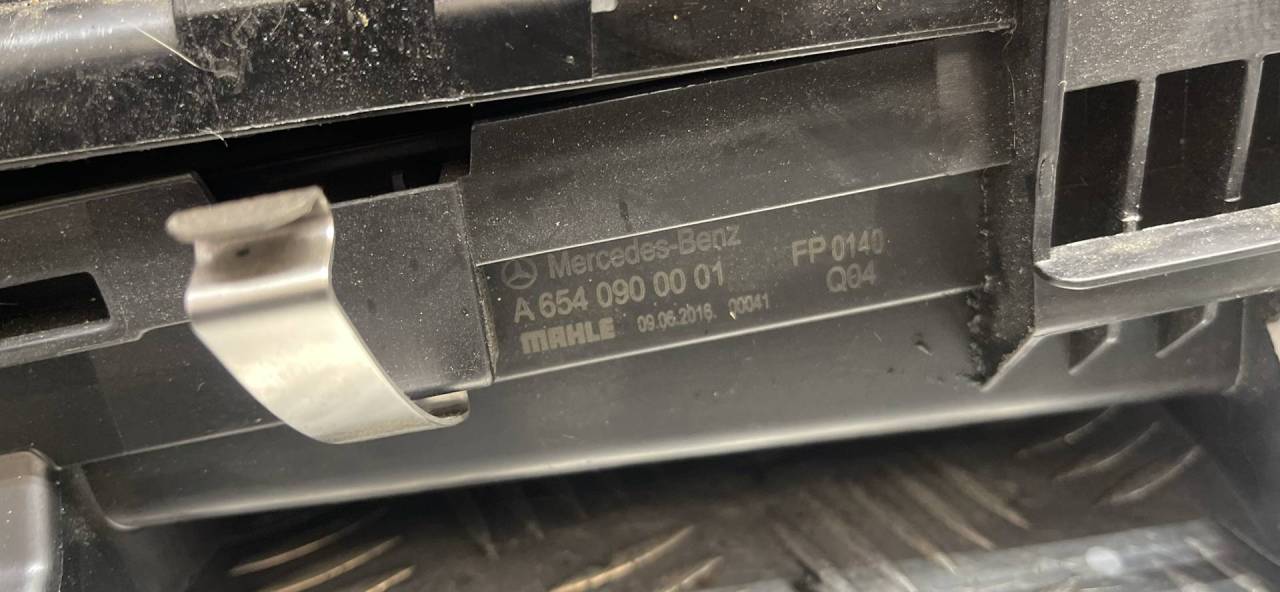 Mercedes-Benz
A 654 090 00 01
MAHLE 09.06.2016. 00041
FP 0140
Q04